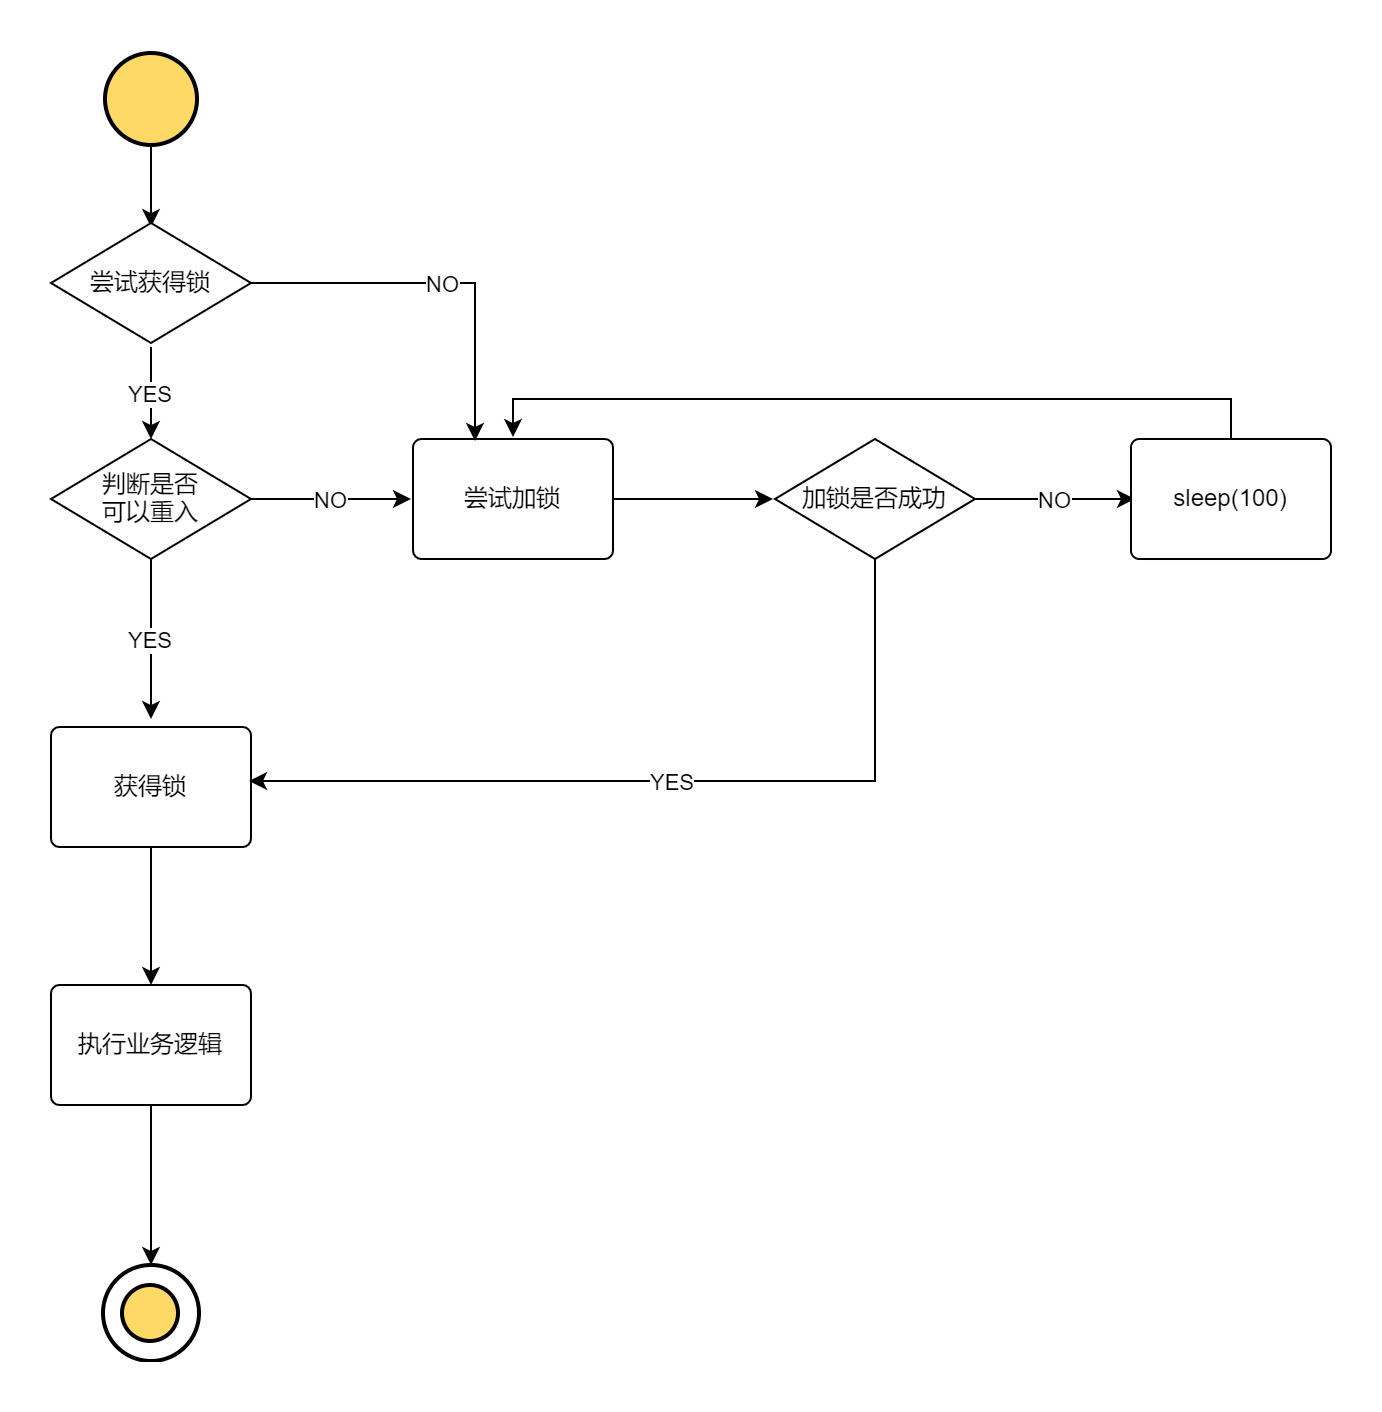 尝试获得锁
NO
YES
判断是否
可以重入
NO
尝试加锁
加锁是否成功
NO
sleep(100)
YES
获得锁
YES
执行业务逻辑